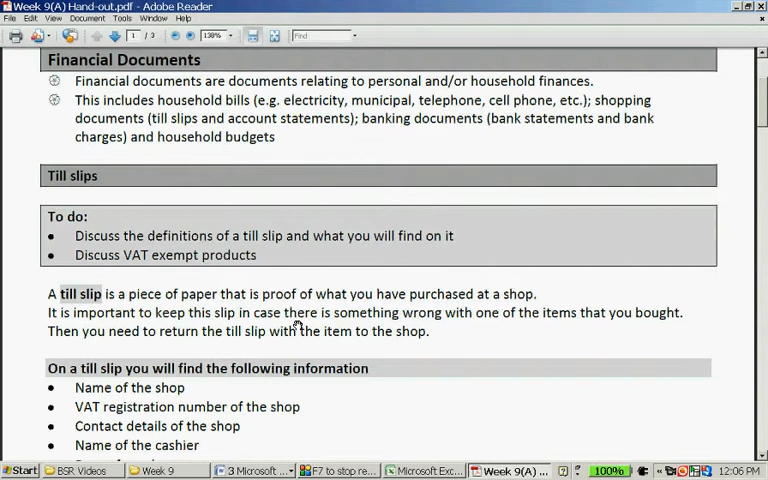 Week 9(A) Hand-out.pdf - Adobe Reader
File Edit View Document Tools Window Help
1 / 3 138% Find
Financial Documents
Financial documents are documents relating to personal and/or household finances.
This includes household bills (e.g. electricity, municipal, telephone, cell phone, etc.); shopping
documents (till slips and account statements); banking documents (bank statements and bank
charges) and household budgets
Till slips
To do:
• Discuss the definitions of a till slip and what you will find on it
• Discuss VAT exempt products
A till slip is a piece of paper that is proof of what you have purchased at a shop.
It is important to keep this slip in case there is something wrong with one of the items that you bought.
Then you need to return the till slip with the item to the shop.
On a till slip you will find the following information
• Name of the shop
• VAT registration number of the shop
• Contact details of the shop
• Name of the cashier
Start BSR Videos Week 9 3 Microsoft ... F7 to stop re... Microsoft Exc... Week 9(A) ... 100% 12:06 PM